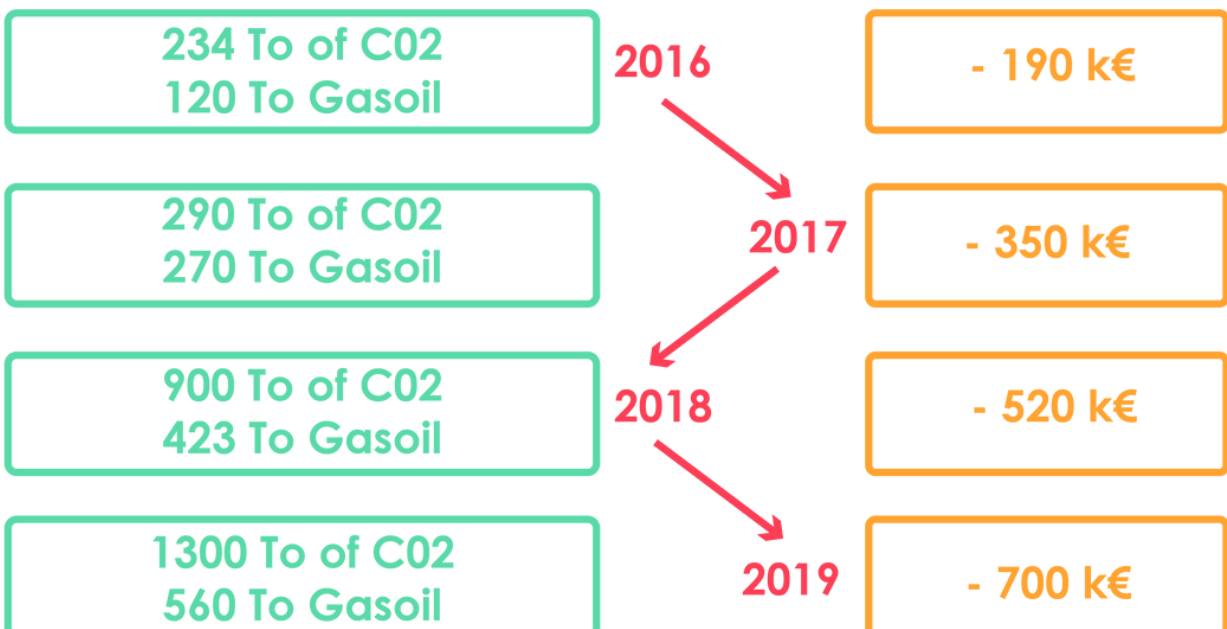 234 To of C02
120 To Gasoil
2016
- 190 k€
290 To of C02
270 To Gasoil
2017
- 350 k€
900 To of C02
423 To Gasoil
2018
- 520 k€
1300 To of C02
560 To Gasoil
2019
- 700 k€